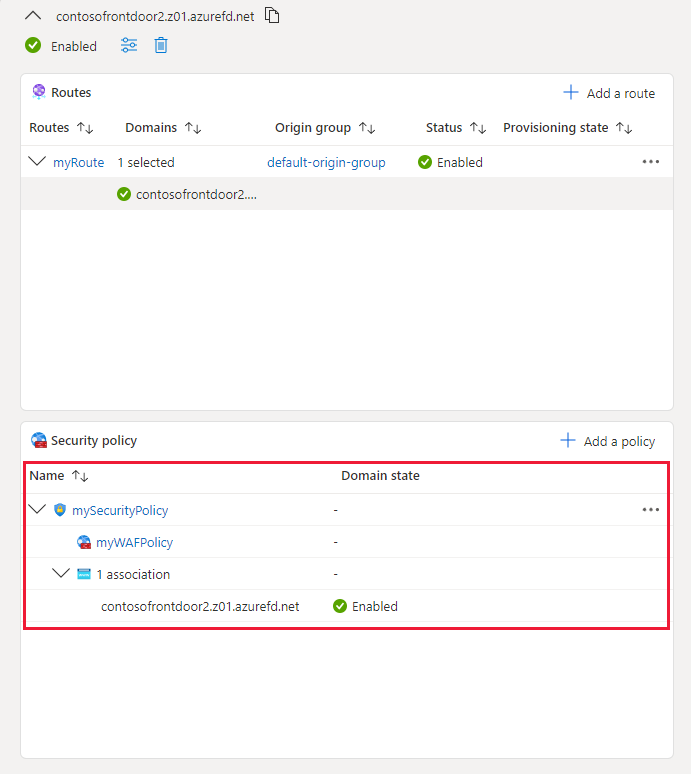 contosofrontdoor2.z01.azurefd.net
Enabled
Routes
Add a route
Routes Domains Origin group Status Provisioning state
myRoute 1 selected default-origin-group Enabled
contosofrontdoor2....
Security policy
Add a policy
Name Domain state
mySecurityPolicy -
myWAFPolicy -
1 association -
contosofrontdoor2.z01.azurefd.net Enabled